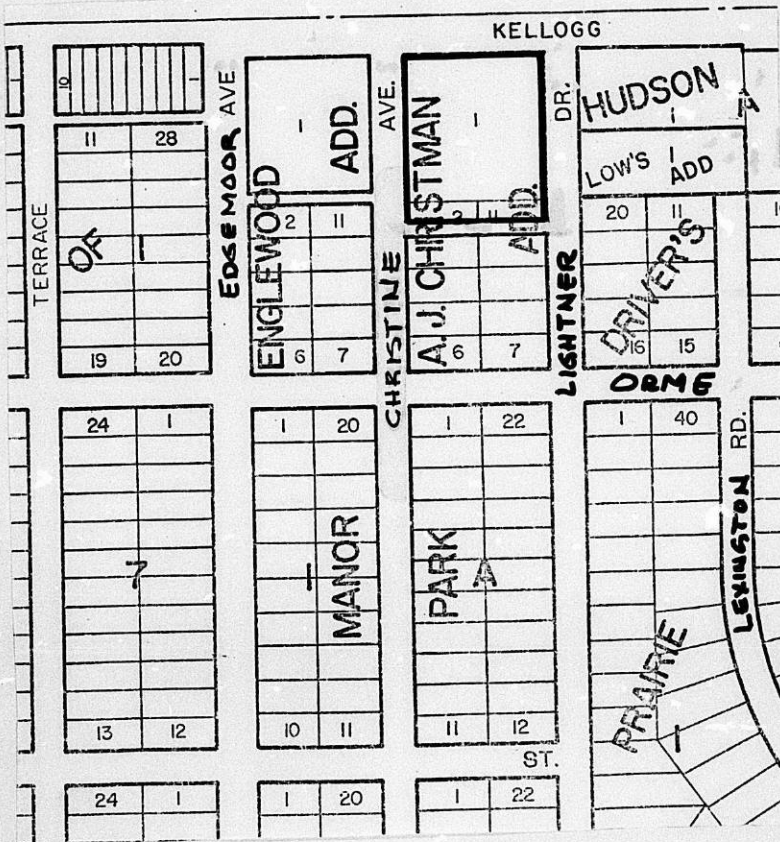 KELLOGG
10 1
EDGEMOOR AVE
1
ENGLEWOOD ADD.
AVE.
1
A. J. CHRISTMAN ADD.
DR.
HUDSON
1
A
LOW'S 1 ADD
11 28
TERRACE
OF 1
2 11
2 11
20 11
DRIVER'S
CHRISTINE
LIGHTNER
19 20
6 7
6 7
16 15
ORME
24 1
1 20
1 22
1 40
RD.
LEXINGTON
7
1
MANOR
PARK
A
PRAIRIE
1
13 12
10 11
11 12
ST.
24 1
1 20
1 22